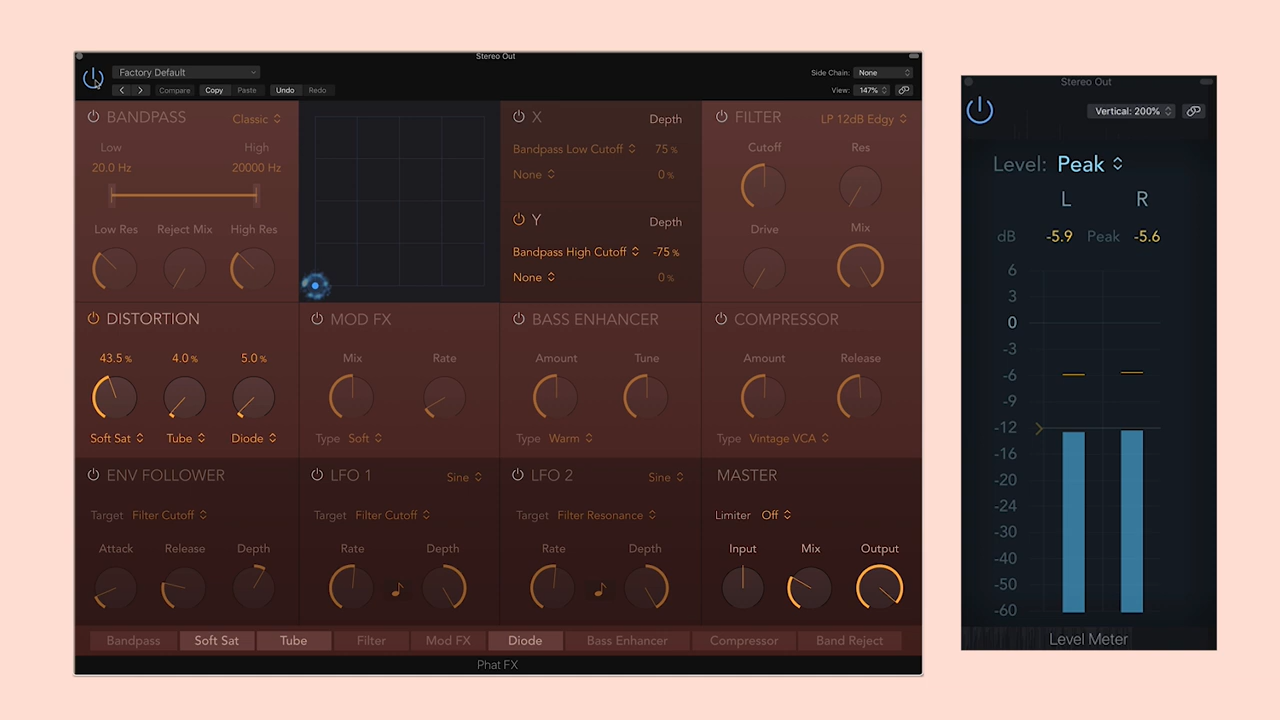 Stereo Out
Factory Default
Side Chain: None
Compare Copy Paste Undo Redo
View: 147%
BANDPASS Classic
Low High
20.0 Hz 20000 Hz
Low Res Reject Mix High Res
X Depth
Bandpass Low Cutoff 75 %
None 0 %
Y Depth
Bandpass High Cutoff -75 %
None 0 %
FILTER LP 12dB Edgy
Cutoff Res
Drive Mix
DISTORTION
43.5 % 4.0 % 5.0 %
Soft Sat Tube Diode
MOD FX
Mix Rate
Type Soft
BASS ENHANCER
Amount Tune
Type Warm
COMPRESSOR
Amount Release
Type Vintage VCA
ENV FOLLOWER
Target Filter Cutoff
Attack Release Depth
LFO 1 Sine
Target Filter Cutoff
Rate Depth
LFO 2 Sine
Target Filter Resonance
Rate Depth
MASTER
Limiter Off
Input Mix Output
Bandpass Soft Sat Tube Filter Mod FX Diode Bass Enhancer Compressor Band Reject
Phat FX
Stereo Out
Vertical: 200%
Level: Peak
L R
dB -5.9 Peak -5.6
6
3
0
-3
-6
-9
-12
-16
-20
-24
-30
-40
-50
-60
Level Meter